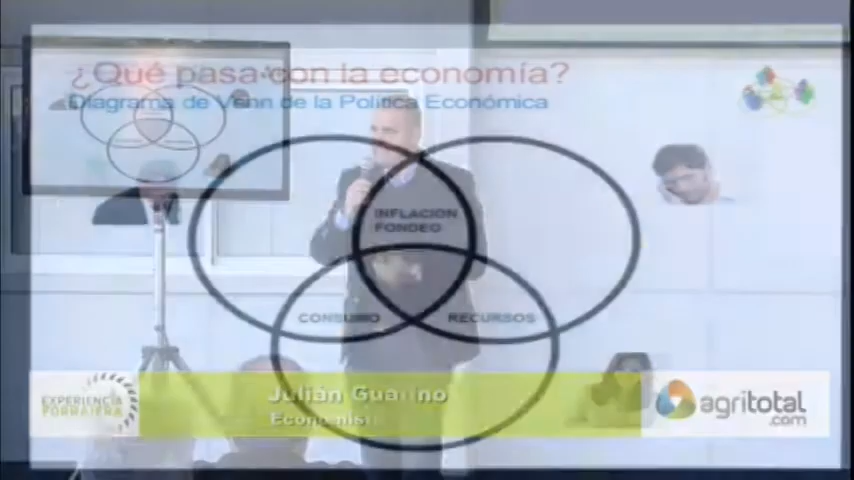 ¿Qué pasa con la economía?
Diagrama de Venn de la Política Económica
INFLACION
FONDEO
CONSUMO
RECURSOS
Julián Guarino
EXPERIENCIA
FORRAJERA
agritotal
.com